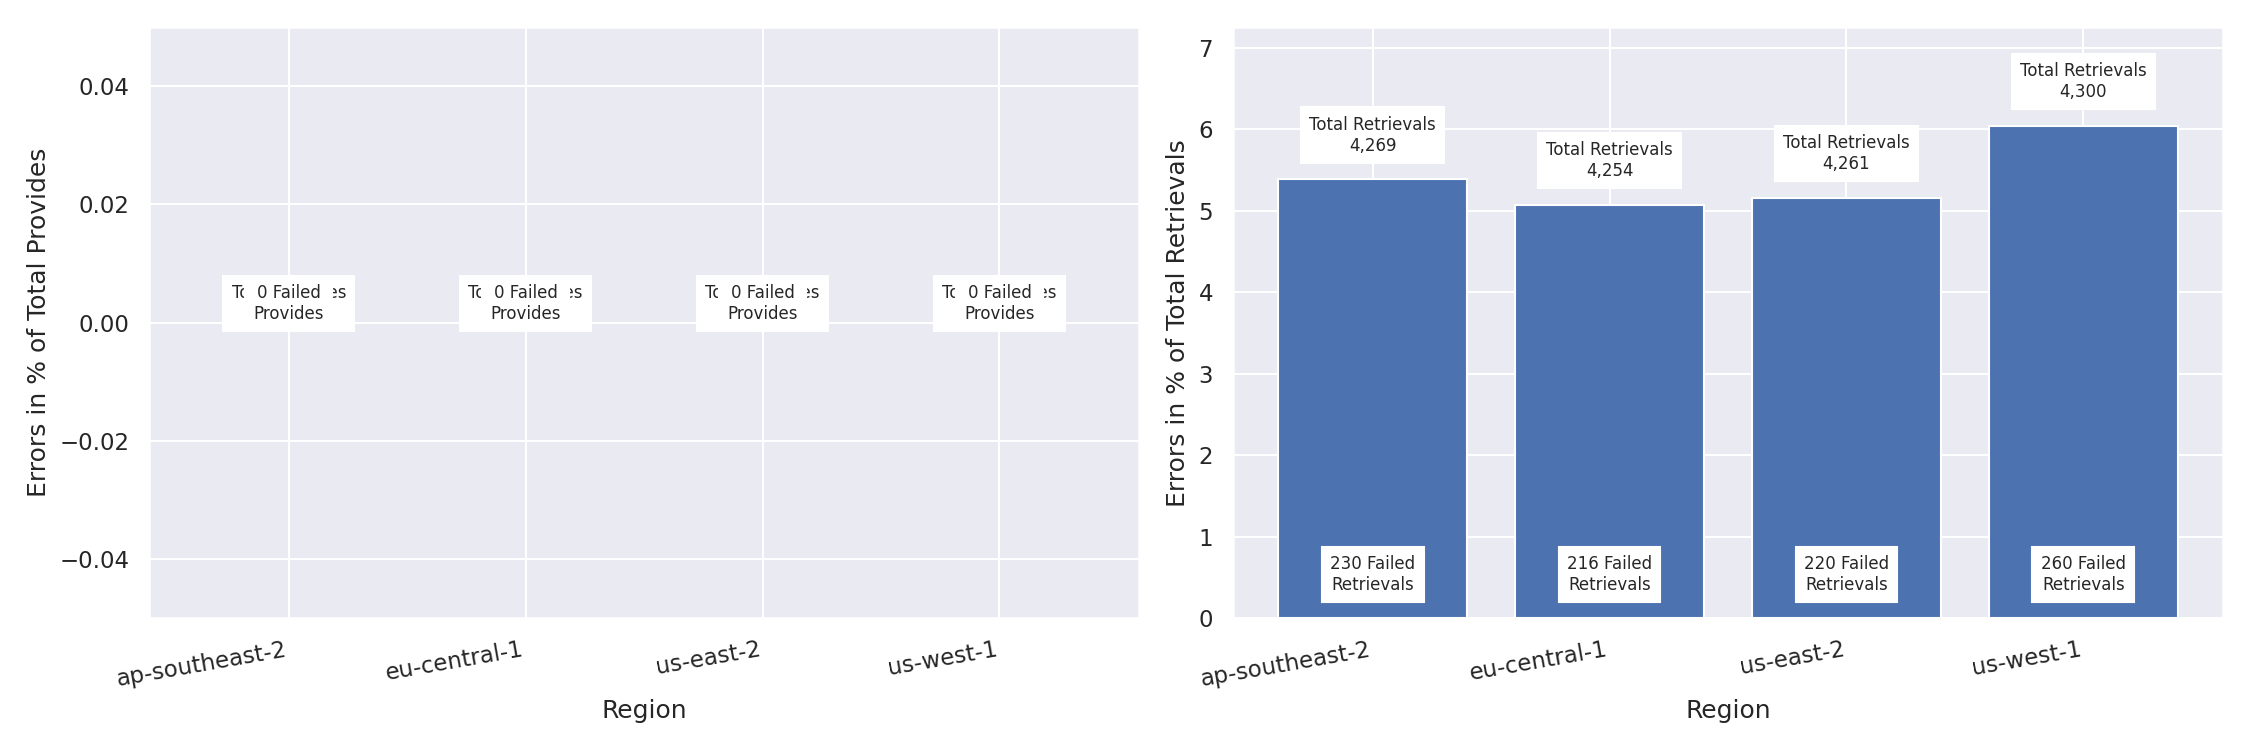 Errors in % of Total Provides
0.04
0.02
0.00
−0.02
−0.04
0 Failed
Provides
0 Failed
Provides
0 Failed
Provides
0 Failed
Provides
ap-southeast-2
eu-central-1
us-east-2
us-west-1
Region
Errors in % of Total Retrievals
7
6
5
4
3
2
1
0
Total Retrievals
4,269
Total Retrievals
4,254
Total Retrievals
4,261
Total Retrievals
4,300
230 Failed
Retrievals
216 Failed
Retrievals
220 Failed
Retrievals
260 Failed
Retrievals
ap-southeast-2
eu-central-1
us-east-2
us-west-1
Region